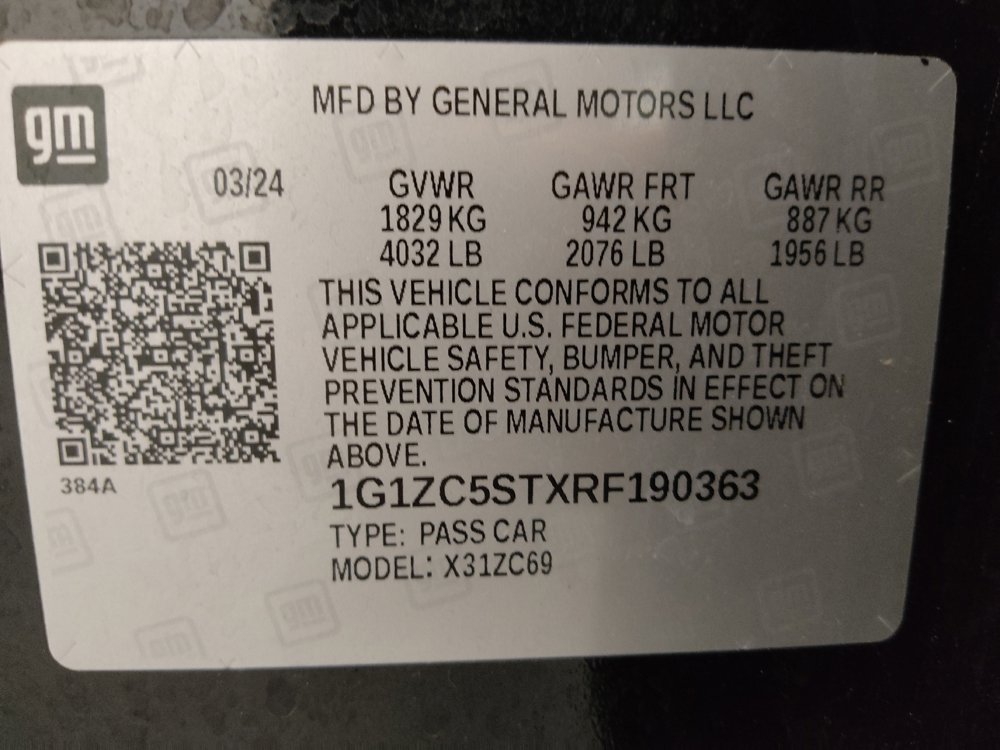 gm
MFD BY GENERAL MOTORS LLC
03/24 GVWR GAWR FRT GAWR RR
1829 KG 942 KG 887 KG
4032 LB 2076 LB 1956 LB
THIS VEHICLE CONFORMS TO ALL
APPLICABLE U.S. FEDERAL MOTOR
VEHICLE SAFETY, BUMPER, AND THEFT
PREVENTION STANDARDS IN EFFECT ON
THE DATE OF MANUFACTURE SHOWN
ABOVE.
384A
1G1ZC5STXRF190363
TYPE: PASS CAR
MODEL: X31ZC69